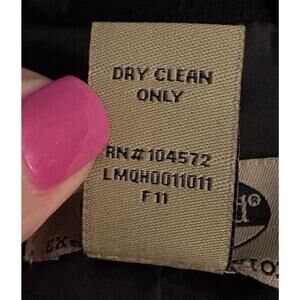 DRY CLEAN
ONLY
RN# 104572
LMQH0011011
F11